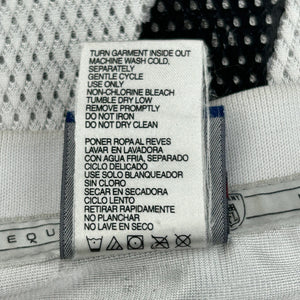 TURN GARMENT INSIDE OUT
MACHINE WASH COLD,
SEPARATELY
GENTLE CYCLE
USE ONLY
NON-CHLORINE BLEACH
TUMBLE DRY LOW
REMOVE PROMPTLY
DO NOT IRON
DO NOT DRY CLEAN
PONER ROPA AL REVES
LAVAR EN LAVADORA
CON AGUA FRIA, SEPARADO
CICLO DELICADO
USE SOLO BLANQUEADOR
SIN CLORO
SECAR EN SECADORA
CICLO DELICADO
RETIRAR RAPIDAMENTE
NO PLANCHAR
NO LAVE EN SECO
EQU